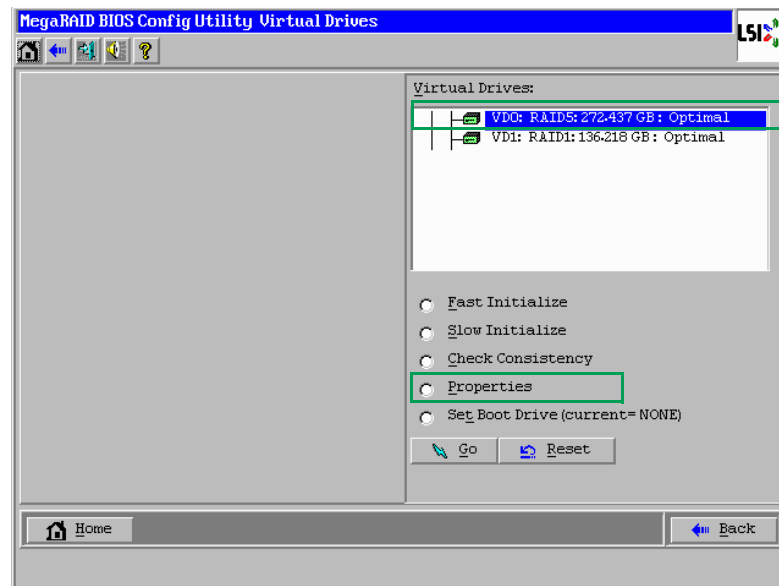 MegaRAID BIOS Config Utility Virtual Drives
LSI
Virtual Drives:
VD0: RAID5: 272.437 GB: Optimal
VD1: RAID1: 136.218 GB: Optimal
Fast Initialize
Slow Initialize
Check Consistency
Properties
Set Boot Drive (current= NONE)
Go
Reset
Home
Back